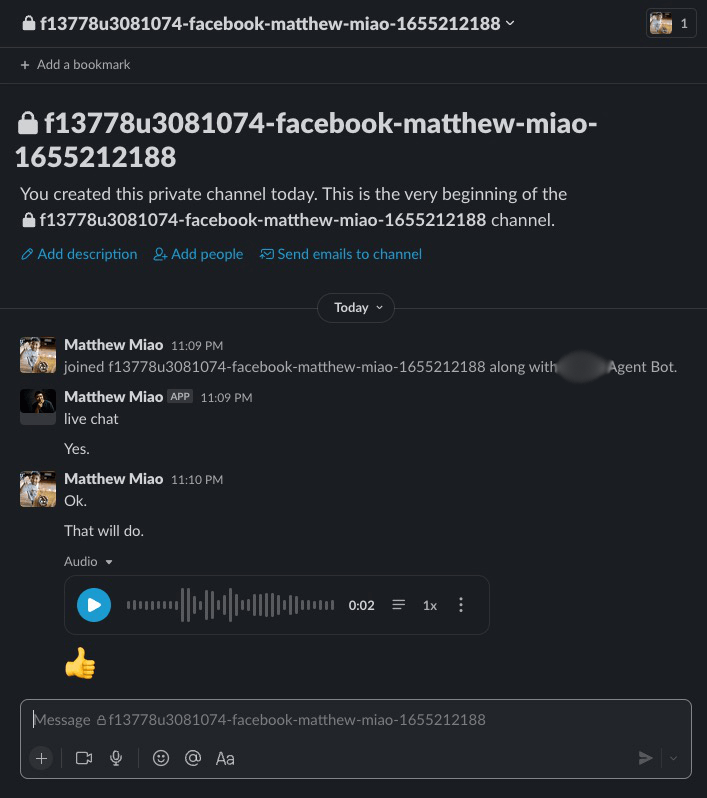 f13778u3081074-facebook-matthew-miao-1655212188
1
+ Add a bookmark
f13778u3081074-facebook-matthew-miao-
1655212188
You created this private channel today. This is the very beginning of the
f13778u3081074-facebook-matthew-miao-1655212188 channel.
Add description Add people Send emails to channel
Today
Matthew Miao 11:09 PM
joined f13778u3081074-facebook-matthew-miao-1655212188 along with Agent Bot.
Matthew Miao APP 11:09 PM
live chat
Yes.
Matthew Miao 11:10 PM
Ok.
That will do.
Audio
0:02 1x
Message f13778u3081074-facebook-matthew-miao-1655212188
Aa